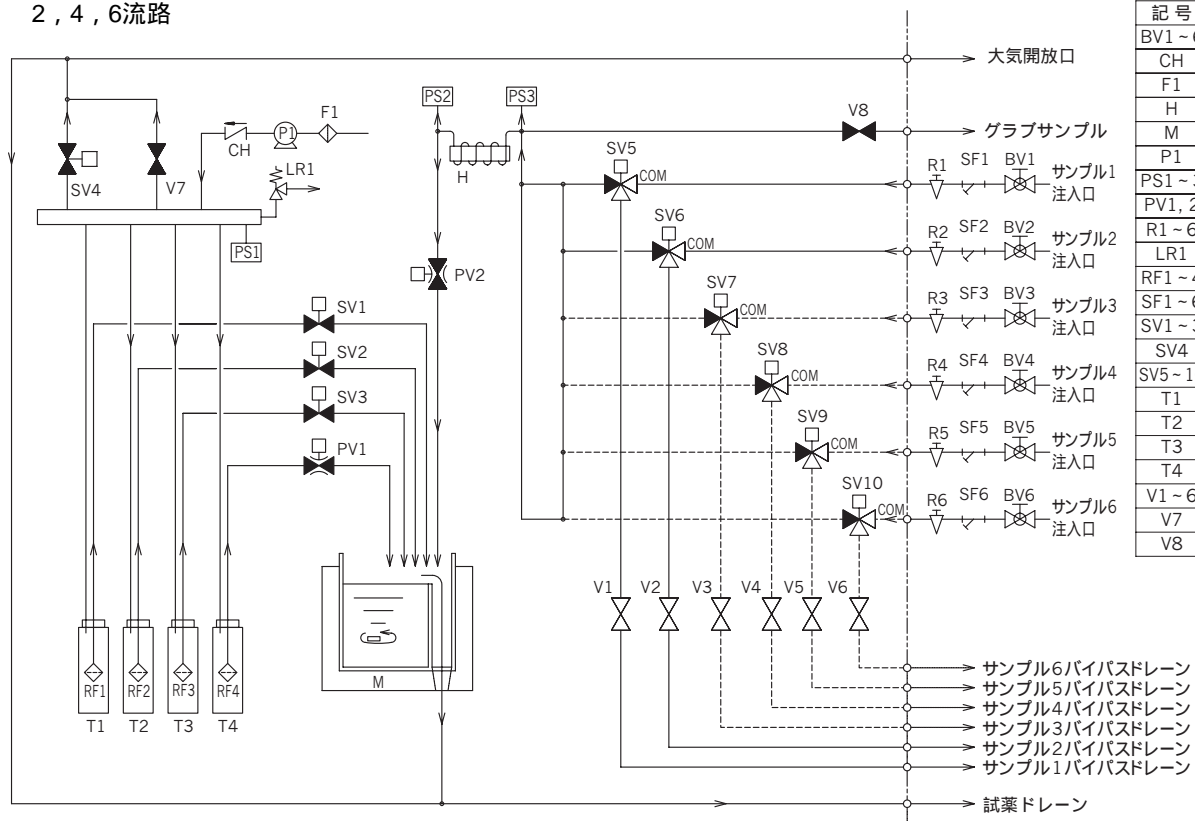 2 , 4 , 6流路
大気開放口
グラブサンプル
PS2
PS3
V8
F1
P1
CH
LR1
SV4
V7
H
PS1
PV2
SV5
COM
R1
SF1
BV1
サンプル1
注入口
SV6
COM
R2
SF2
BV2
サンプル2
注入口
SV7
COM
R3
SF3
BV3
サンプル3
注入口
SV8
COM
R4
SF4
BV4
サンプル4
注入口
SV9
COM
R5
SF5
BV5
サンプル5
注入口
SV10
COM
R6
SF6
BV6
サンプル6
注入口
SV1
SV2
SV3
PV1
V1
V2
V3
V4
V5
V6
RF1
RF2
RF3
RF4
T1
T2
T3
T4
M
サンプル6バイパスドレーン
サンプル5バイパスドレーン
サンプル4バイパスドレーン
サンプル3バイパスドレーン
サンプル2バイパスドレーン
サンプル1バイパスドレーン
試薬ドレーン
記 号
BV1 ~ 6
CH
F1
H
M
P1
PS1 ~ 3
PV1, 2
R1 ~ 6
LR1
RF1 ~ 4
SF1 ~ 6
SV1 ~ 3
SV4
SV5 ~ 1
T1
T2
T3
T4
V1 ~ 6
V7
V8